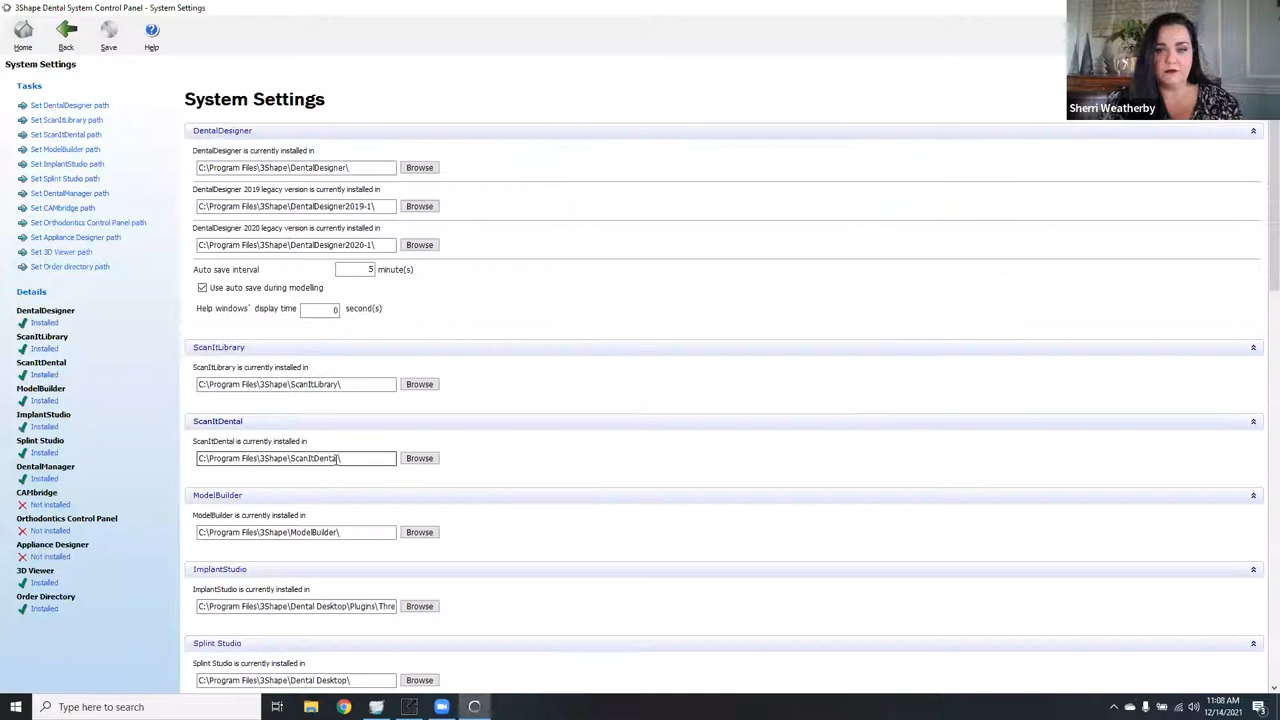 3Shape Dental System Control Panel - System Settings
Home
Back
Save
Help
Sherri Weatherby
System Settings
Tasks
Set DentalDesigner path
Set ScanItLibrary path
Set ScanItDental path
Set ModelBuilder path
Set ImplantStudio path
Set Splint Studio path
Set DentalManager path
Set CAMbridge path
Set Orthodontics Control Panel path
Set Appliance Designer path
Set 3D Viewer path
Set Order directory path
Details
DentalDesigner
Installed
ScanItLibrary
Installed
ScanItDental
Installed
ModelBuilder
Installed
ImplantStudio
Installed
Splint Studio
Installed
DentalManager
Installed
CAMbridge
Not installed
Orthodontics Control Panel
Not installed
Appliance Designer
Not installed
3D Viewer
Installed
Order Directory
Installed
System Settings
DentalDesigner
DentalDesigner is currently installed in
C:\Program Files\3Shape\DentalDesigner\ Browse
DentalDesigner 2019 legacy version is currently installed in
C:\Program Files\3Shape\DentalDesigner2019-1\ Browse
DentalDesigner 2020 legacy version is currently installed in
C:\Program Files\3Shape\DentalDesigner2020-1\ Browse
Auto save interval 5 minute(s)
Use auto save during modelling
Help windows` display time 0 second(s)
ScanItLibrary
ScanItLibrary is currently installed in
C:\Program Files\3Shape\ScanItLibrary\ Browse
ScanItDental
ScanItDental is currently installed in
C:\Program Files\3Shape\ScanItDental\ Browse
ModelBuilder
ModelBuilder is currently installed in
C:\Program Files\3Shape\ModelBuilder\ Browse
ImplantStudio
ImplantStudio is currently installed in
C:\Program Files\3Shape\Dental Desktop\Plugins\Thre Browse
Splint Studio
Splint Studio is currently installed in
C:\Program Files\3Shape\Dental Desktop\ Browse
Type here to search
11:08 AM
12/14/2021
3